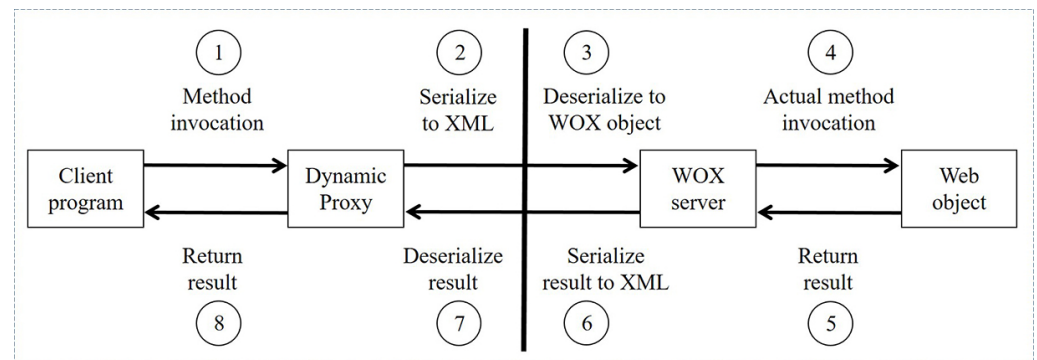 1
2
3
4
Method
invocation
Serialize
to XML
Deserialize to
WOX object
Actual method
invocation
Client
program
Dynamic
Proxy
WOX
server
Web
object
Return
result
Deserialize
result
Serialize
result to XML
Return
result
8
7
6
5